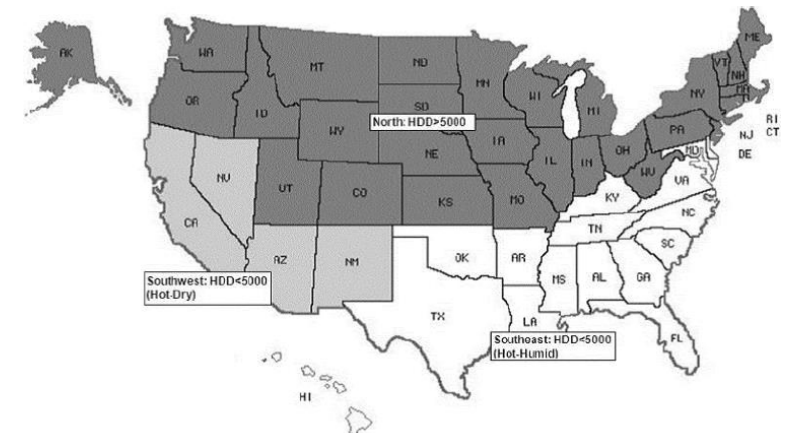 AK
WA
MT
ND
MN
ME
VT
NH
MA
OR
ID
WY
SD
WI
MI
NY
RI
CT
North: HDD>5000
NJ
DE
PA
MD
IA
NE
IL
IN
OH
WV
VA
NV
UT
CO
KS
MO
KY
CA
TN
NC
AZ
NM
OK
AR
SC
MS
AL
GA
Southwest: HDD<5000
(Hot-Dry)
TX
LA
Southeast: HDD<5000
(Hot-Humid)
FL
HI